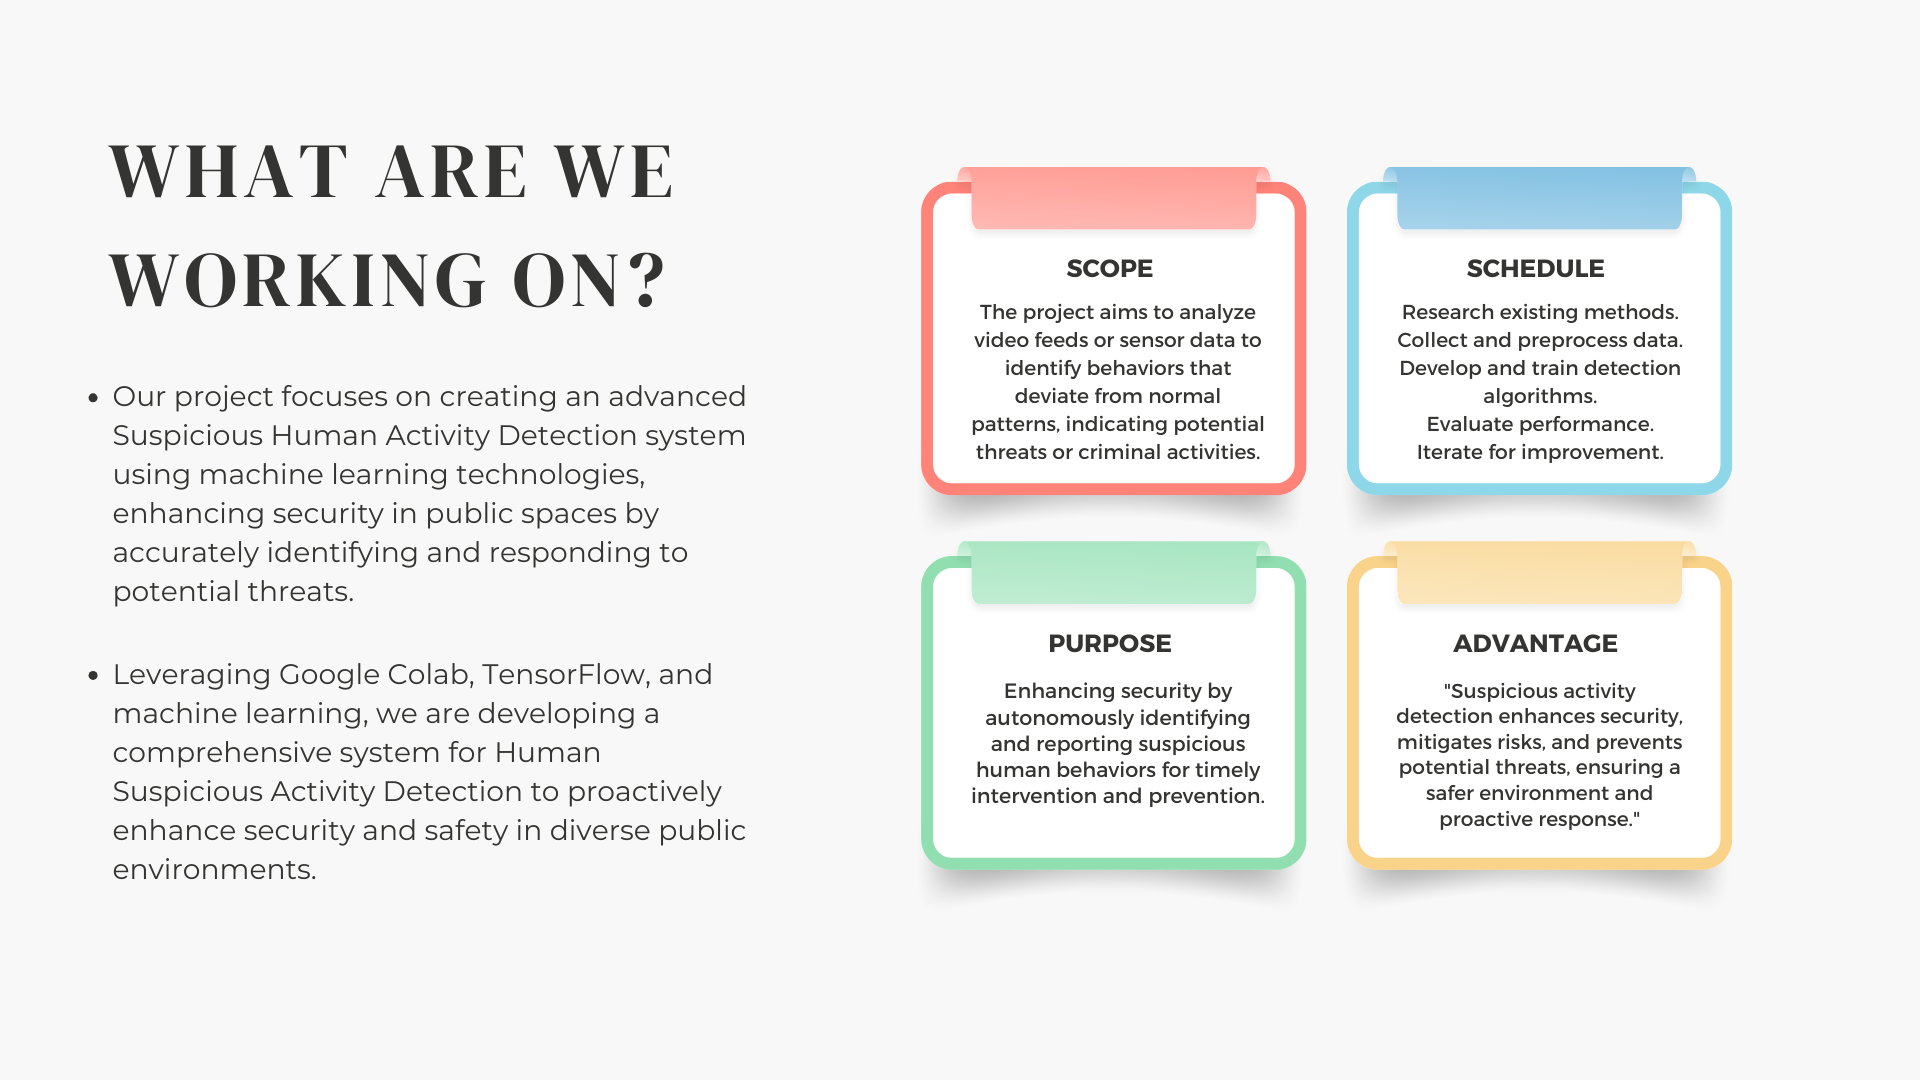 WHAT ARE WE
WORKING ON?
• Our project focuses on creating an advanced
Suspicious Human Activity Detection system
using machine learning technologies,
enhancing security in public spaces by
accurately identifying and responding to
potential threats.
• Leveraging Google Colab, TensorFlow, and
machine learning, we are developing a
comprehensive system for Human
Suspicious Activity Detection to proactively
enhance security and safety in diverse public
environments.
SCOPE
The project aims to analyze
video feeds or sensor data to
identify behaviors that
deviate from normal
patterns, indicating potential
threats or criminal activities.
SCHEDULE
Research existing methods.
Collect and preprocess data.
Develop and train detection
algorithms.
Evaluate performance.
Iterate for improvement.
PURPOSE
Enhancing security by
autonomously identifying
and reporting suspicious
human behaviors for timely
intervention and prevention.
ADVANTAGE
"Suspicious activity
detection enhances security,
mitigates risks, and prevents
potential threats, ensuring a
safer environment and
proactive response."